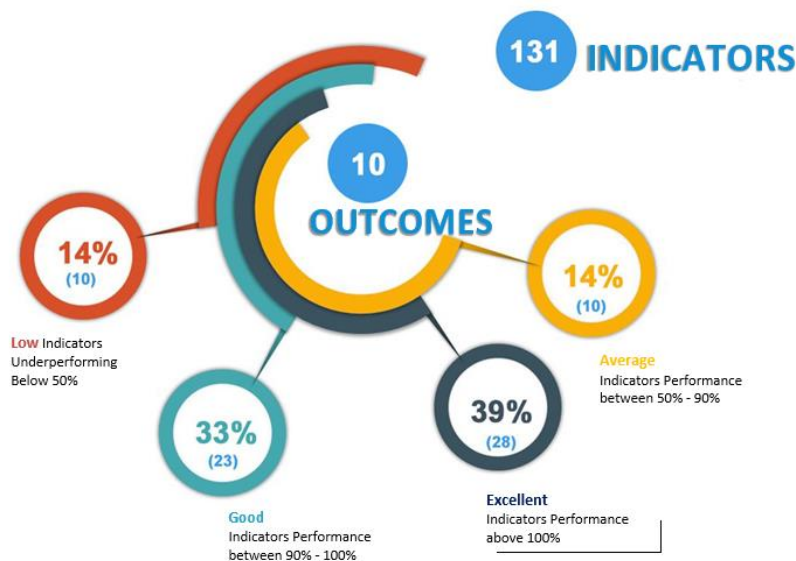 131 INDICATORS
10
OUTCOMES
14%
(10)
Low Indicators
Underperforming
Below 50%
33%
(23)
Good
Indicators Performance
between 90% - 100%
39%
(28)
Excellent
Indicators Performance
above 100%
14%
(10)
Average
Indicators Performance
between 50% - 90%